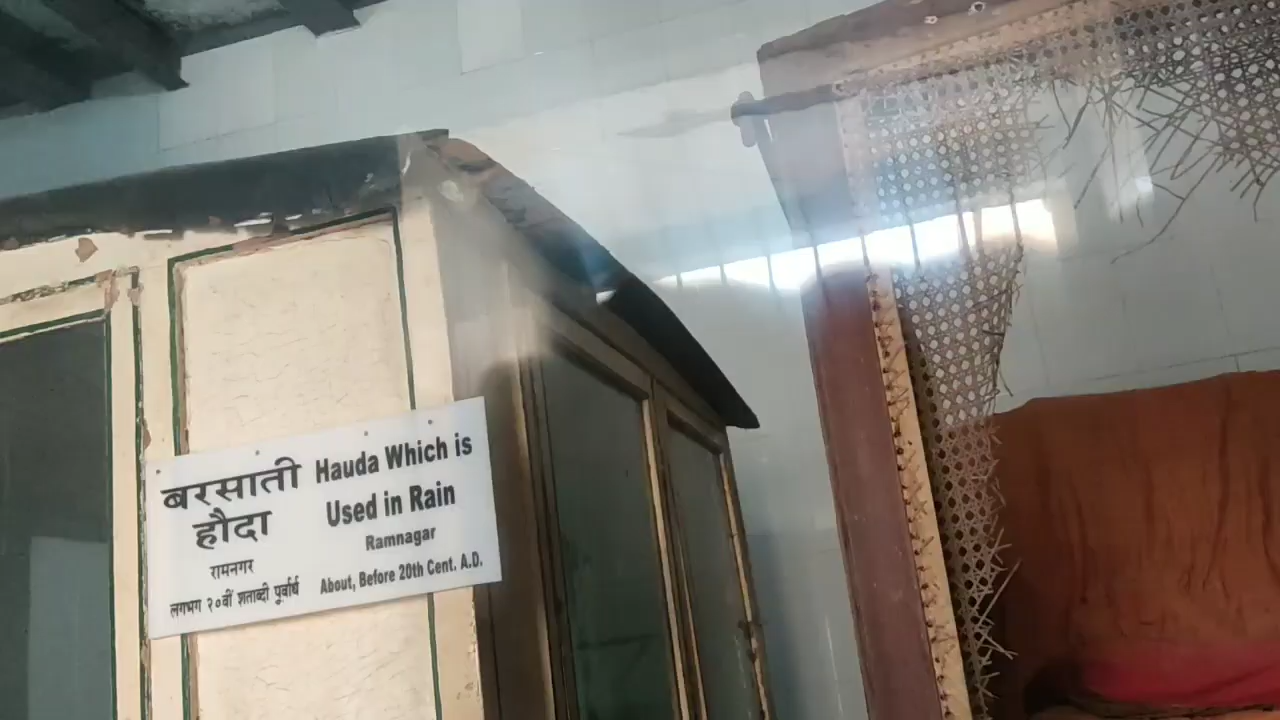 बरसाती
हौदा
रामनगर
लगभग २०वीं शताब्दी पूर्वार्ध
Hauda Which is
Used in Rain
Ramnagar
About, Before 20th Cent. A.D.